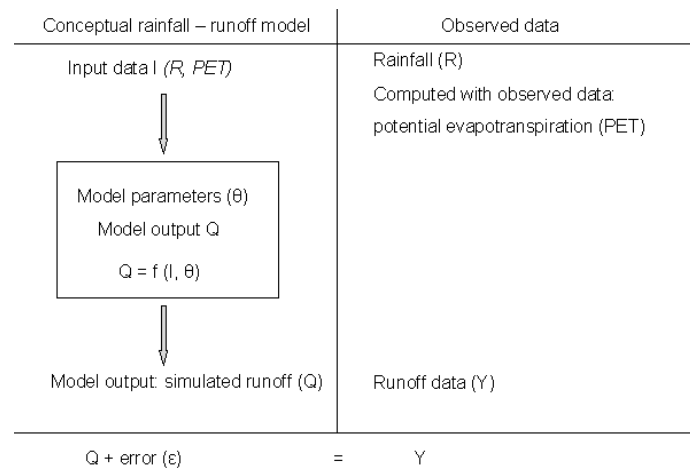 Conceptual rainfall – runoff model
Observed data
Input data I (R, PET)
Rainfall (R)
Computed with observed data:
potential evapotranspiration (PET)
Model parameters (θ)
Model output Q
Q = f (I, θ)
Model output: simulated runoff (Q)
Runoff data (Y)
Q + error (ε) = Y